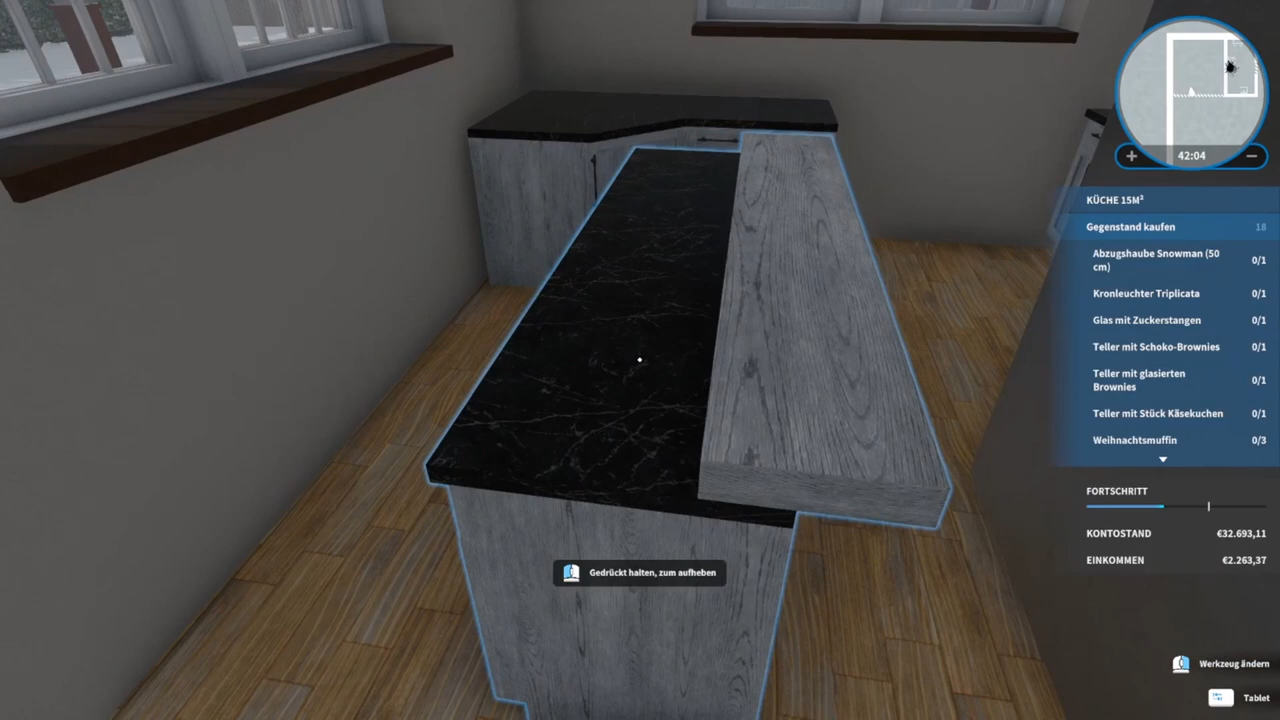 42:04
KÜCHE 15M²
Gegenstand kaufen 18
Abzugshaube Snowman (50
cm) 0/1
Kronleuchter Triplicata 0/1
Glas mit Zuckerstangen 0/1
Teller mit Schoko-Brownies 0/1
Teller mit glasierten
Brownies 0/1
Teller mit Stück Käsekuchen 0/1
Weihnachtsmuffin 0/3
FORTSCHRITT
KONTOSTAND €32.693,11
EINKOMMEN €2.263,37
Gedrückt halten, zum aufheben
Werkzeug ändern
Tablet